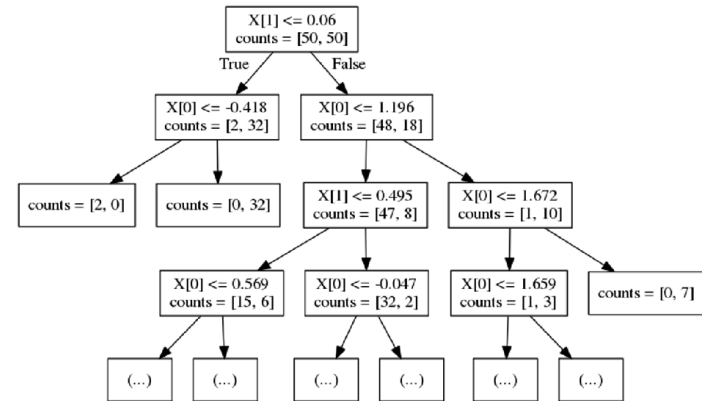 X[1] <= 0.06
counts = [50, 50]
True
False
X[0] <= -0.418
counts = [2, 32]
X[0] <= 1.196
counts = [48, 18]
counts = [2, 0]
counts = [0, 32]
X[1] <= 0.495
counts = [47, 8]
X[0] <= 1.672
counts = [1, 10]
X[0] <= 0.569
counts = [15, 6]
X[0] <= -0.047
counts = [32, 2]
X[0] <= 1.659
counts = [1, 3]
counts = [0, 7]
(...)
(...)
(...)
(...)
(...)
(...)